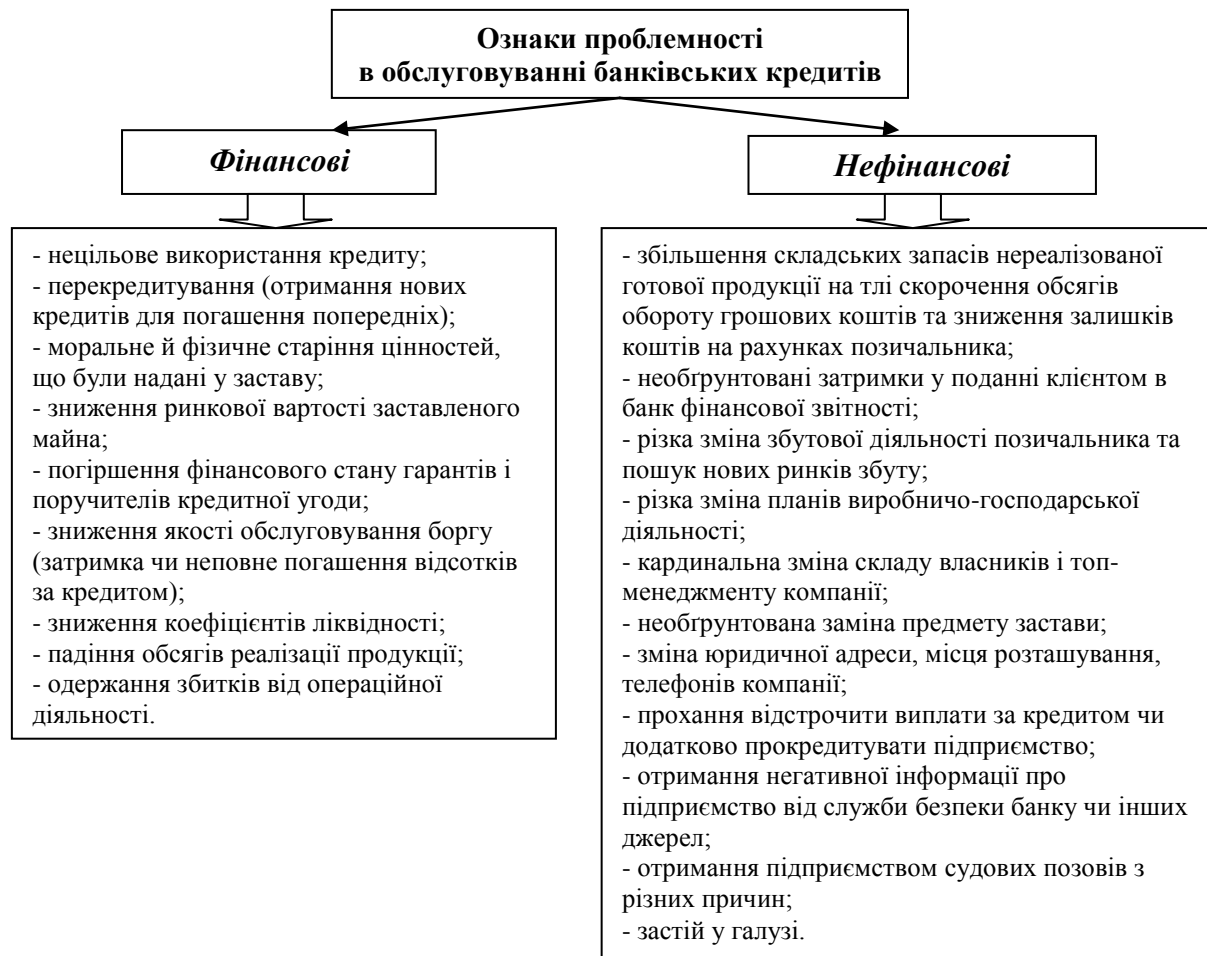 Ознаки проблемності
в обслуговуванні банківських кредитів
Фінансові
- нецільове використання кредиту;
- перекредитування (отримання нових
кредитів для погашення попередніх);
- моральне й фізичне старіння цінностей,
що були надані у заставу;
- зниження ринкової вартості заставленого
майна;
- погіршення фінансового стану гарантів і
поручителів кредитної угоди;
- зниження якості обслуговування боргу
(затримка чи неповне погашення відсотків
за кредитом);
- зниження коефіцієнтів ліквідності;
- падіння обсягів реалізації продукції;
- одержання збитків від операційної
діяльності.
Нефінансові
- збільшення складських запасів нереалізованої
готової продукції на тлі скорочення обсягів
обороту грошових коштів та зниження залишків
коштів на рахунках позичальника;
- необґрунтовані затримки у поданні клієнтом в
банк фінансової звітності;
- різка зміна збутової діяльності позичальника та
пошук нових ринків збуту;
- різка зміна планів виробничо-господарської
діяльності;
- кардинальна зміна складу власників і топ-
менеджменту компанії;
- необґрунтована заміна предмету застави;
- зміна юридичної адреси, місця розташування,
телефонів компанії;
- прохання відстрочити виплати за кредитом чи
додатково прокредитувати підприємство;
- отримання негативної інформації про
підприємство від служби безпеки банку чи інших
джерел;
- отримання підприємством судових позовів з
різних причин;
- застій у галузі.